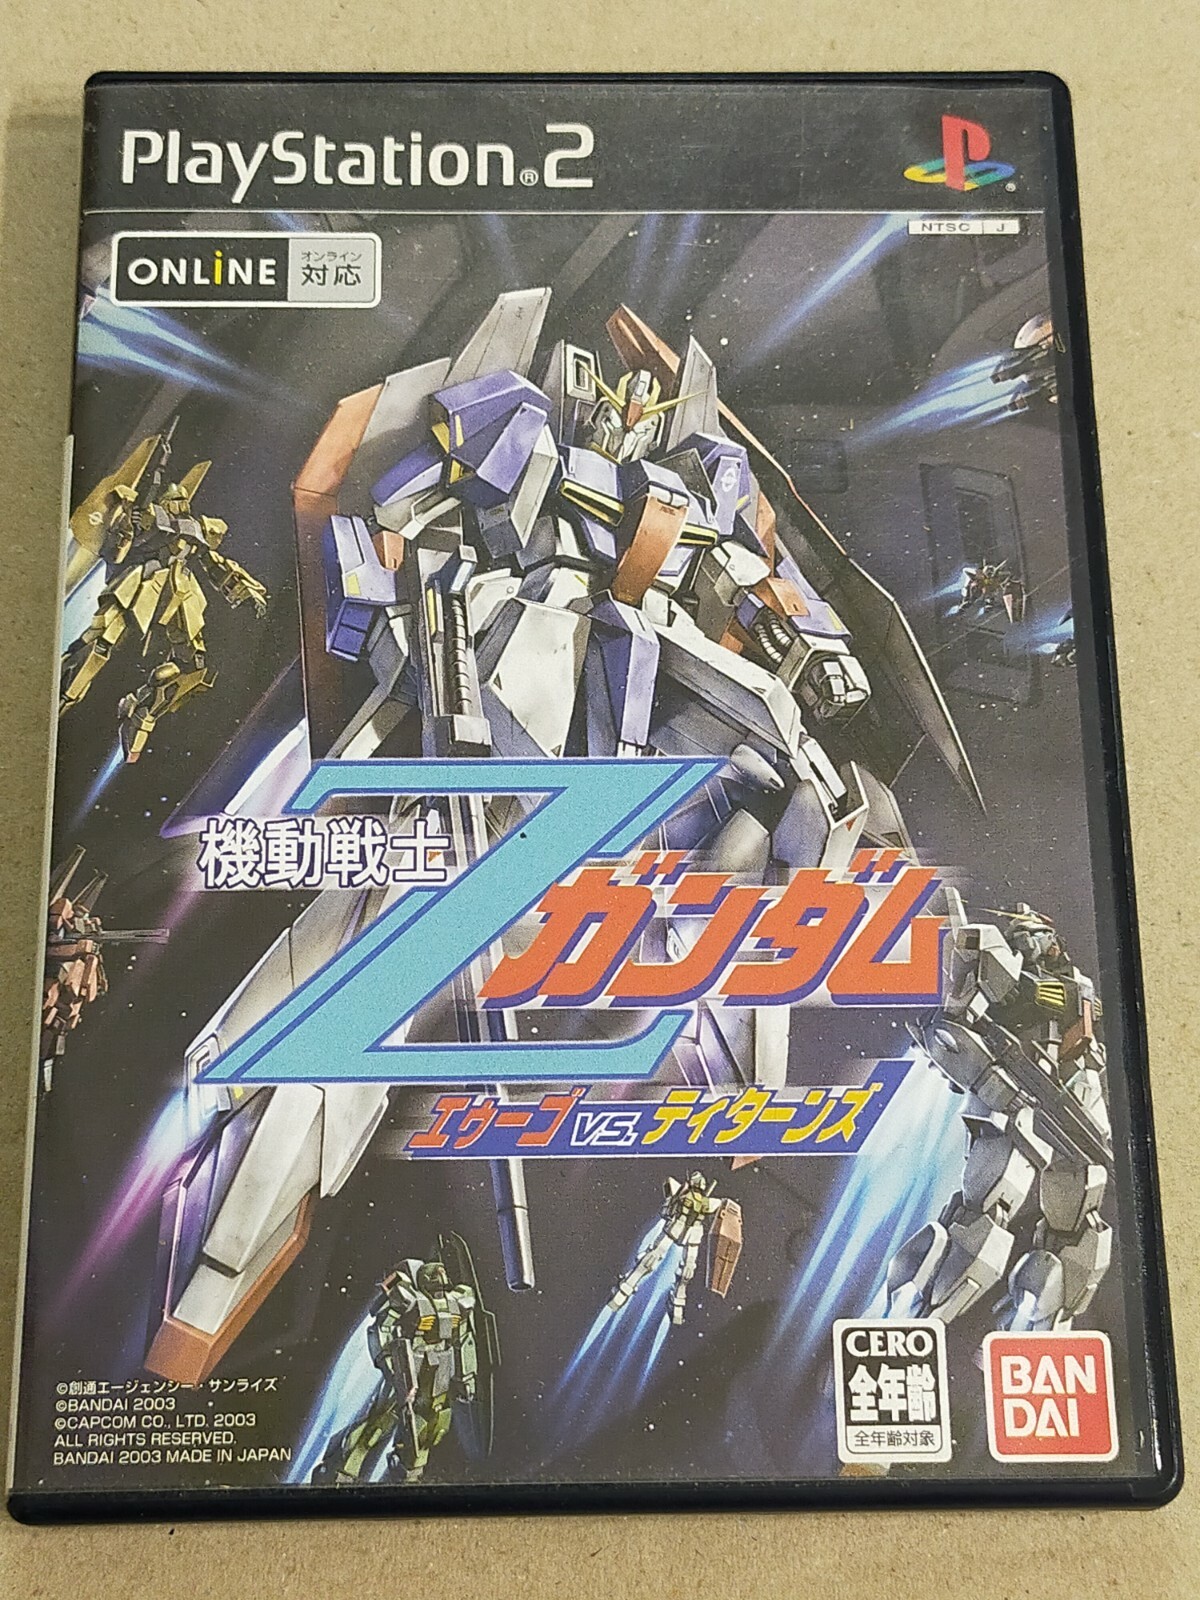 PlayStation®2
NTSC J
ONLiNE
オンライン
対応
機動戦士
Z
ガンダム
エゥーゴ VS. ティターンズ
©創通エージェンシー・サンライズ
©BANDAI 2003
©CAPCOM CO., LTD. 2003
ALL RIGHTS RESERVED.
BANDAI 2003 MADE IN JAPAN
CERO
全年齢
全年齢対象
BAN
DAI